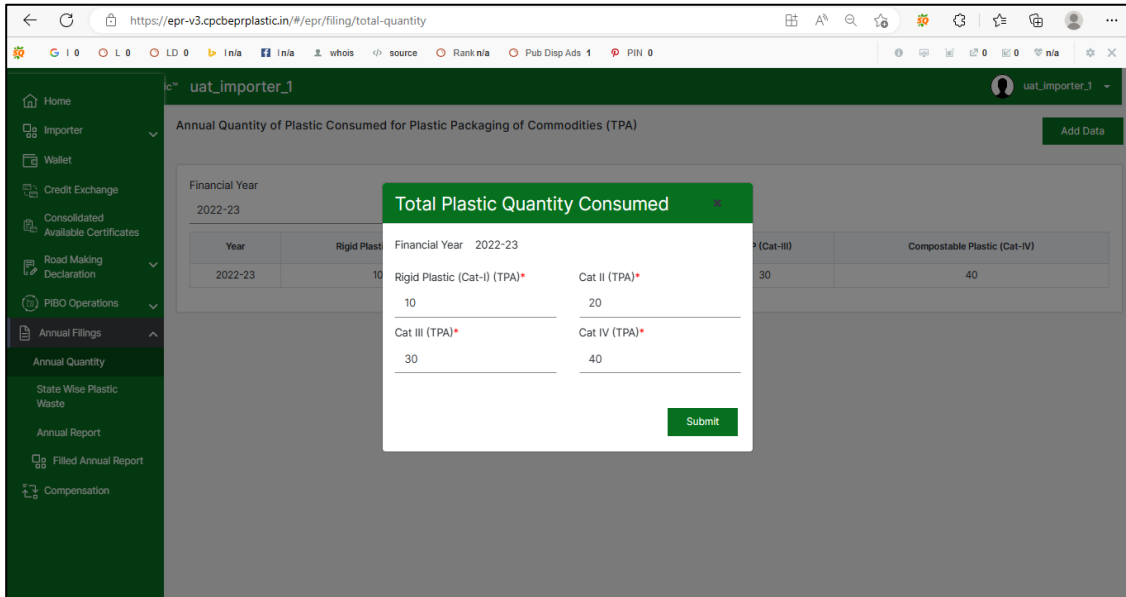 https://epr-v3.cpcbeprplastic.in/#/epr/filing/total-quantity
G I 0 L 0 LD 0 I n/a I n/a whois source Rank n/a Pub Disp Ads 1 PIN 0 0 0 n/a
uat_importer_1 uat_importer_1
Home
Importer
Wallet
Credit Exchange
Consolidated
Available Certificates
Road Making
Declaration
PIBO Operations
Annual Filings
Annual Quantity
State Wise Plastic
Waste
Annual Report
Filled Annual Report
Compensation
Annual Quantity of Plastic Consumed for Plastic Packaging of Commodities (TPA) Add Data
Financial Year
2022-23
Year Rigid Plasti (Cat-III) Compostable Plastic (Cat-IV)
2022-23 10 30 40
Total Plastic Quantity Consumed
Financial Year 2022-23
Rigid Plastic (Cat-I) (TPA)* Cat II (TPA)*
10 20
Cat III (TPA)* Cat IV (TPA)*
30 40
Submit